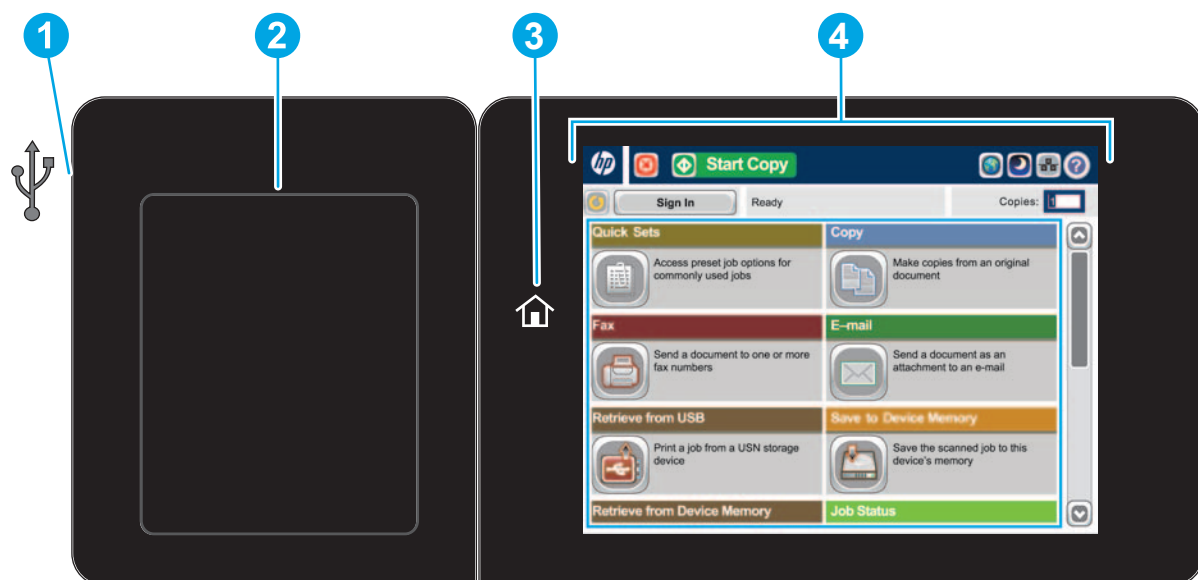 1 2 3 4
hp Start Copy ?
Sign In Ready Copies: 1
Quick Sets
Access preset job options for
commonly used jobs
Copy
Make copies from an original
document
Fax
Send a document to one or more
fax numbers
E-mail
Send a document as an
attachment to an e-mail
Retrieve from USB
Print a job from a USN storage
device
Save to Device Memory
Save the scanned job to this
device's memory
Retrieve from Device Memory
Job Status